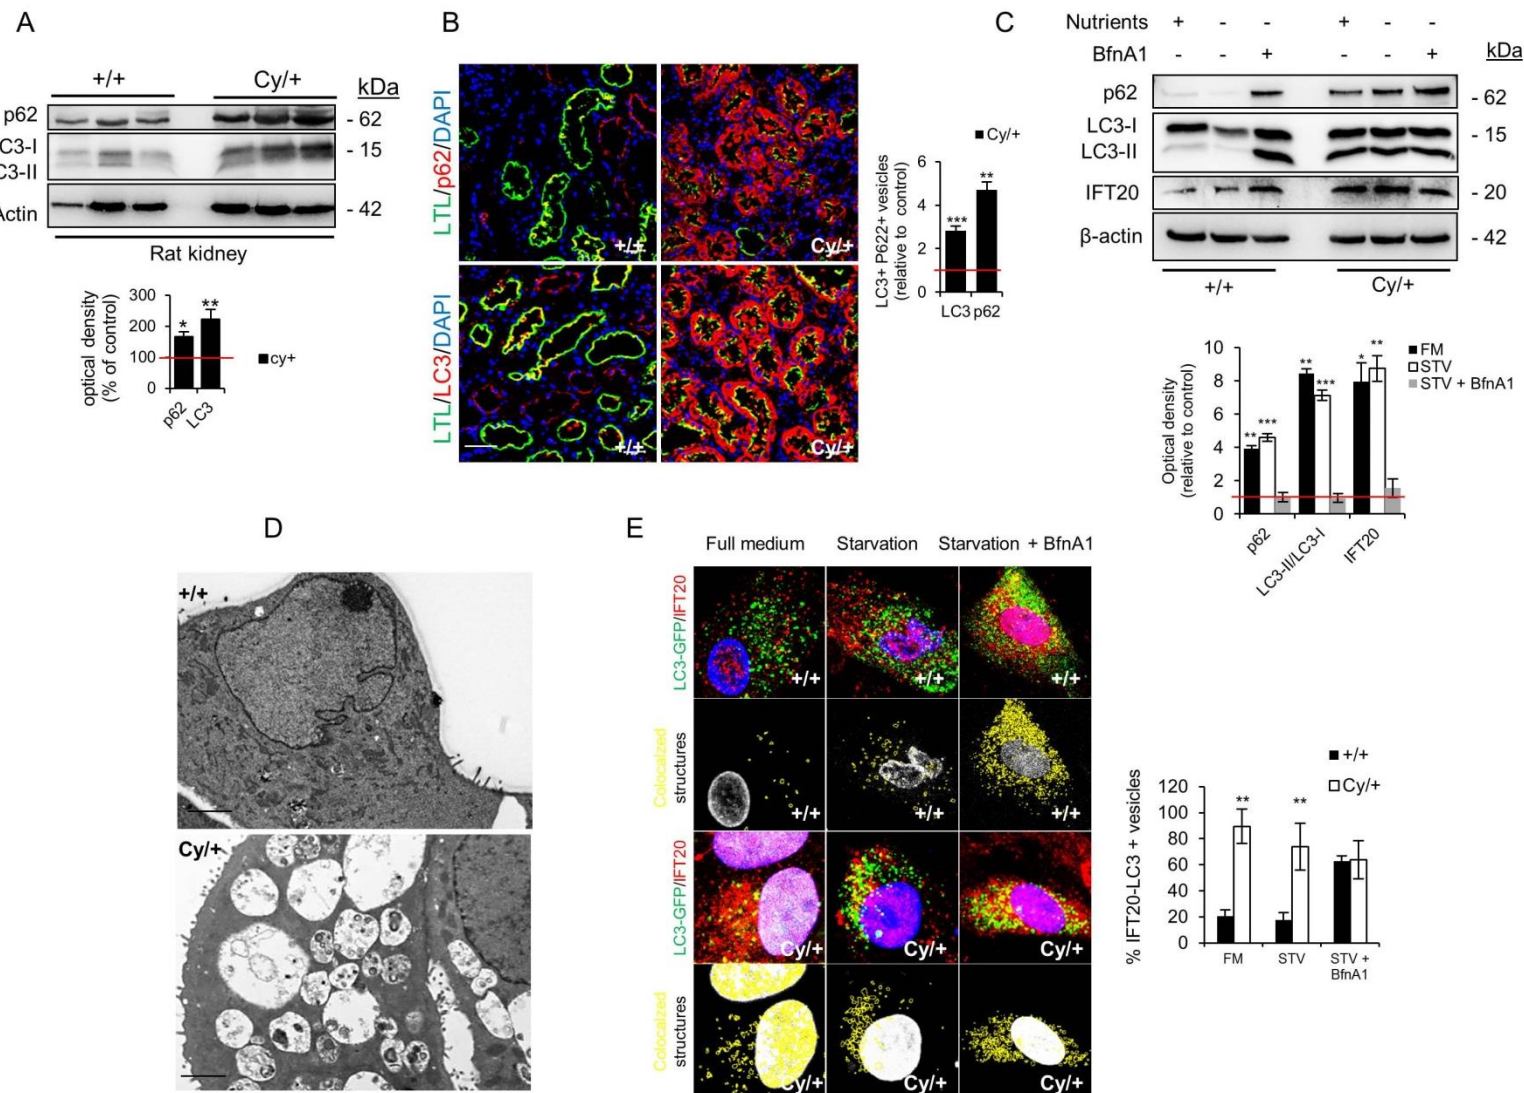 A
+/+
Cy/+
kDa
p62
- 62
C3-I
- 15
C3-II
Actin
- 42
Rat kidney
optical density
(% of control)
300
200
100
0
*
**
p62
LC3
cy+
B
LTL/p62/DAPI
+/+
Cy/+
LTL/LC3/DAPI
+/+
Cy/+
Cy/+
LC3+ P622+ vesicles
(relative to control)
6
4
2
0
***
**
LC3 p62
C
Nutrients + - - + - -
BfnA1 - - + - - +
kDa
p62
- 62
LC3-I
- 15
LC3-II
IFT20
- 20
β-actin
- 42
+/+
Cy/+
Optical density
(relative to control)
10
8
6
4
2
0
** ***
** ***
* **
FM
STV
STV + BfnA1
p62
LC3-II/LC3-I
IFT20
D
+/+
Cy/+
E
Full medium
Starvation
Starvation + BfnA1
LC3-GFP/IFT20
+/+
+/+
+/+
Colocalzed
structures
+/+
+/+
+/+
LC3-GFP/IFT20
Cy/+
Cy/+
Cy/+
Colocalzed
structures
Cy/+
Cy/+
Cy/+
+/+
Cy/+
% IFT20-LC3 + vesicles
120
100
80
60
40
20
0
**
**
FM
STV
STV +
BfnA1